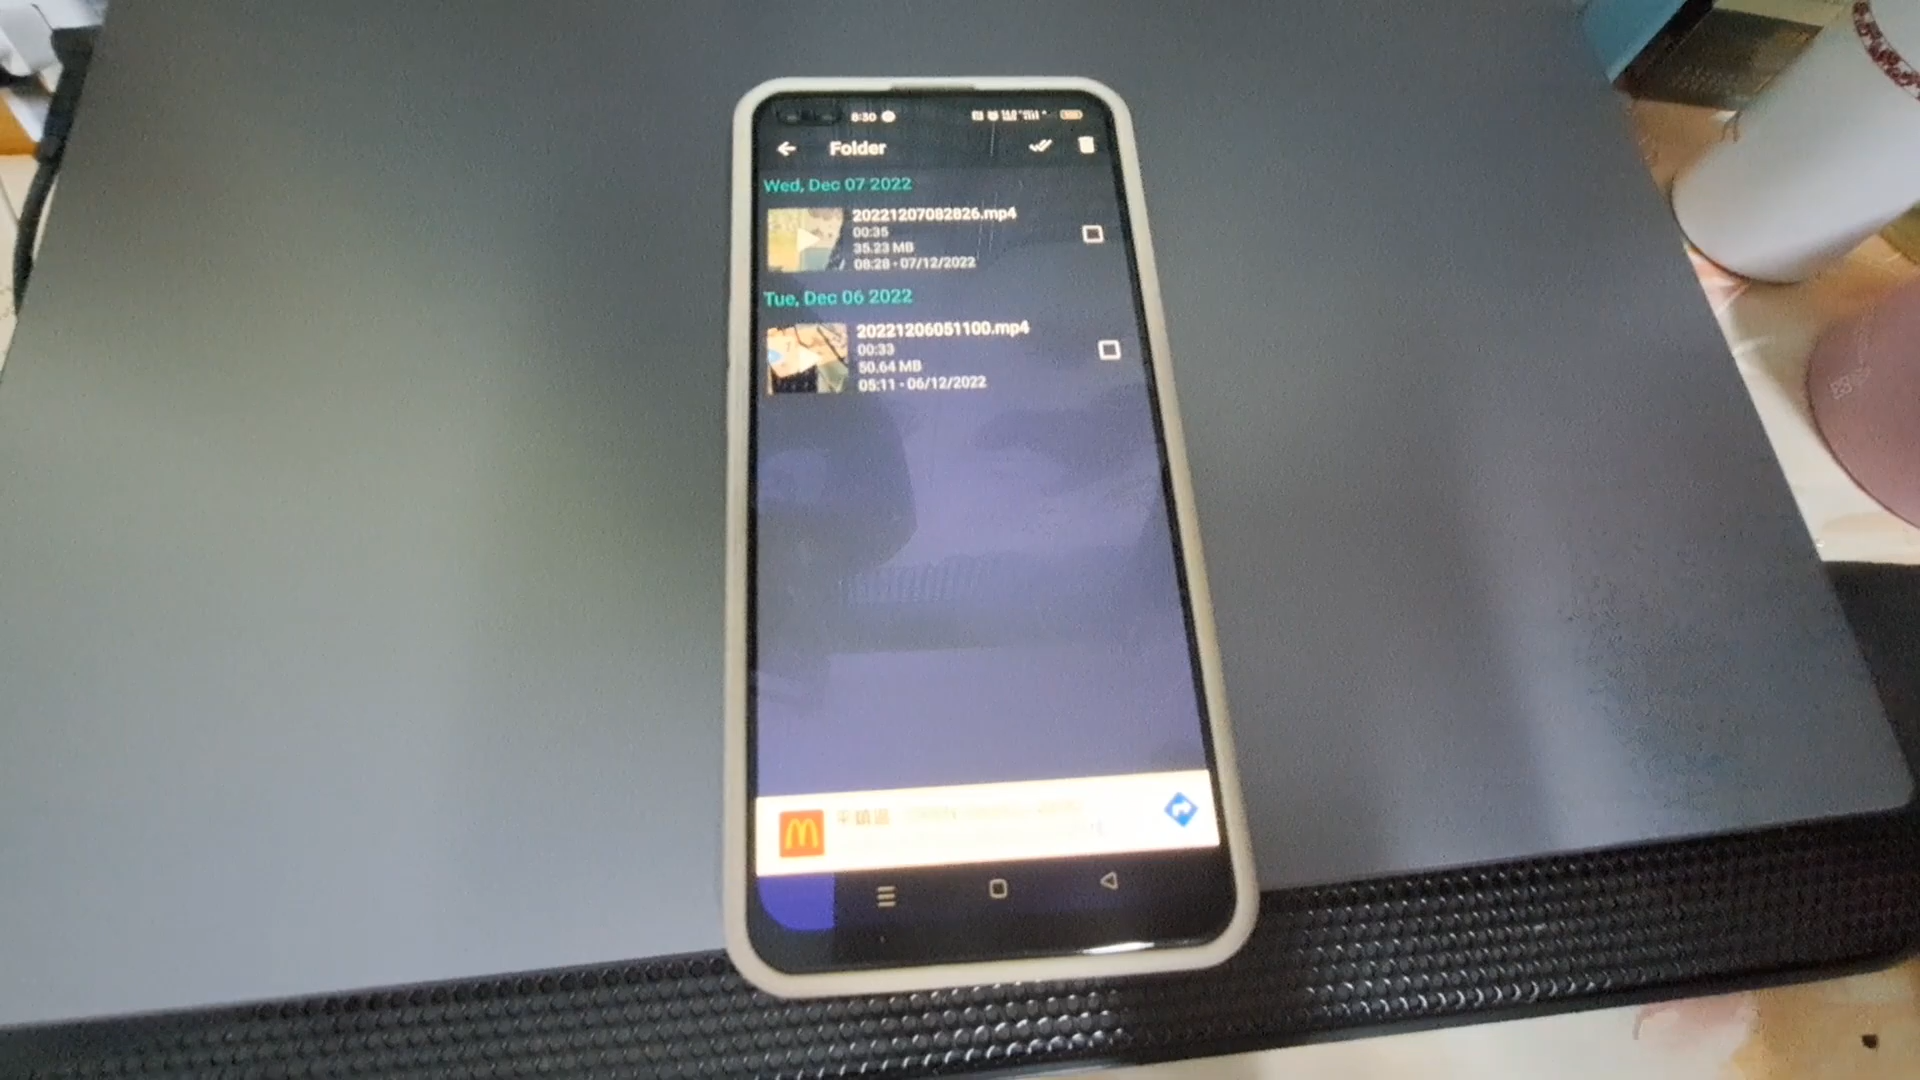 8:30
Folder
Wed, Dec 07 2022
20221207082826.mp4
00:35
35.23 MB
08:28 - 07/12/2022
Tue, Dec 06 2022
20221206051100.mp4
00:33
50.64 MB
05:11 - 06/12/2022